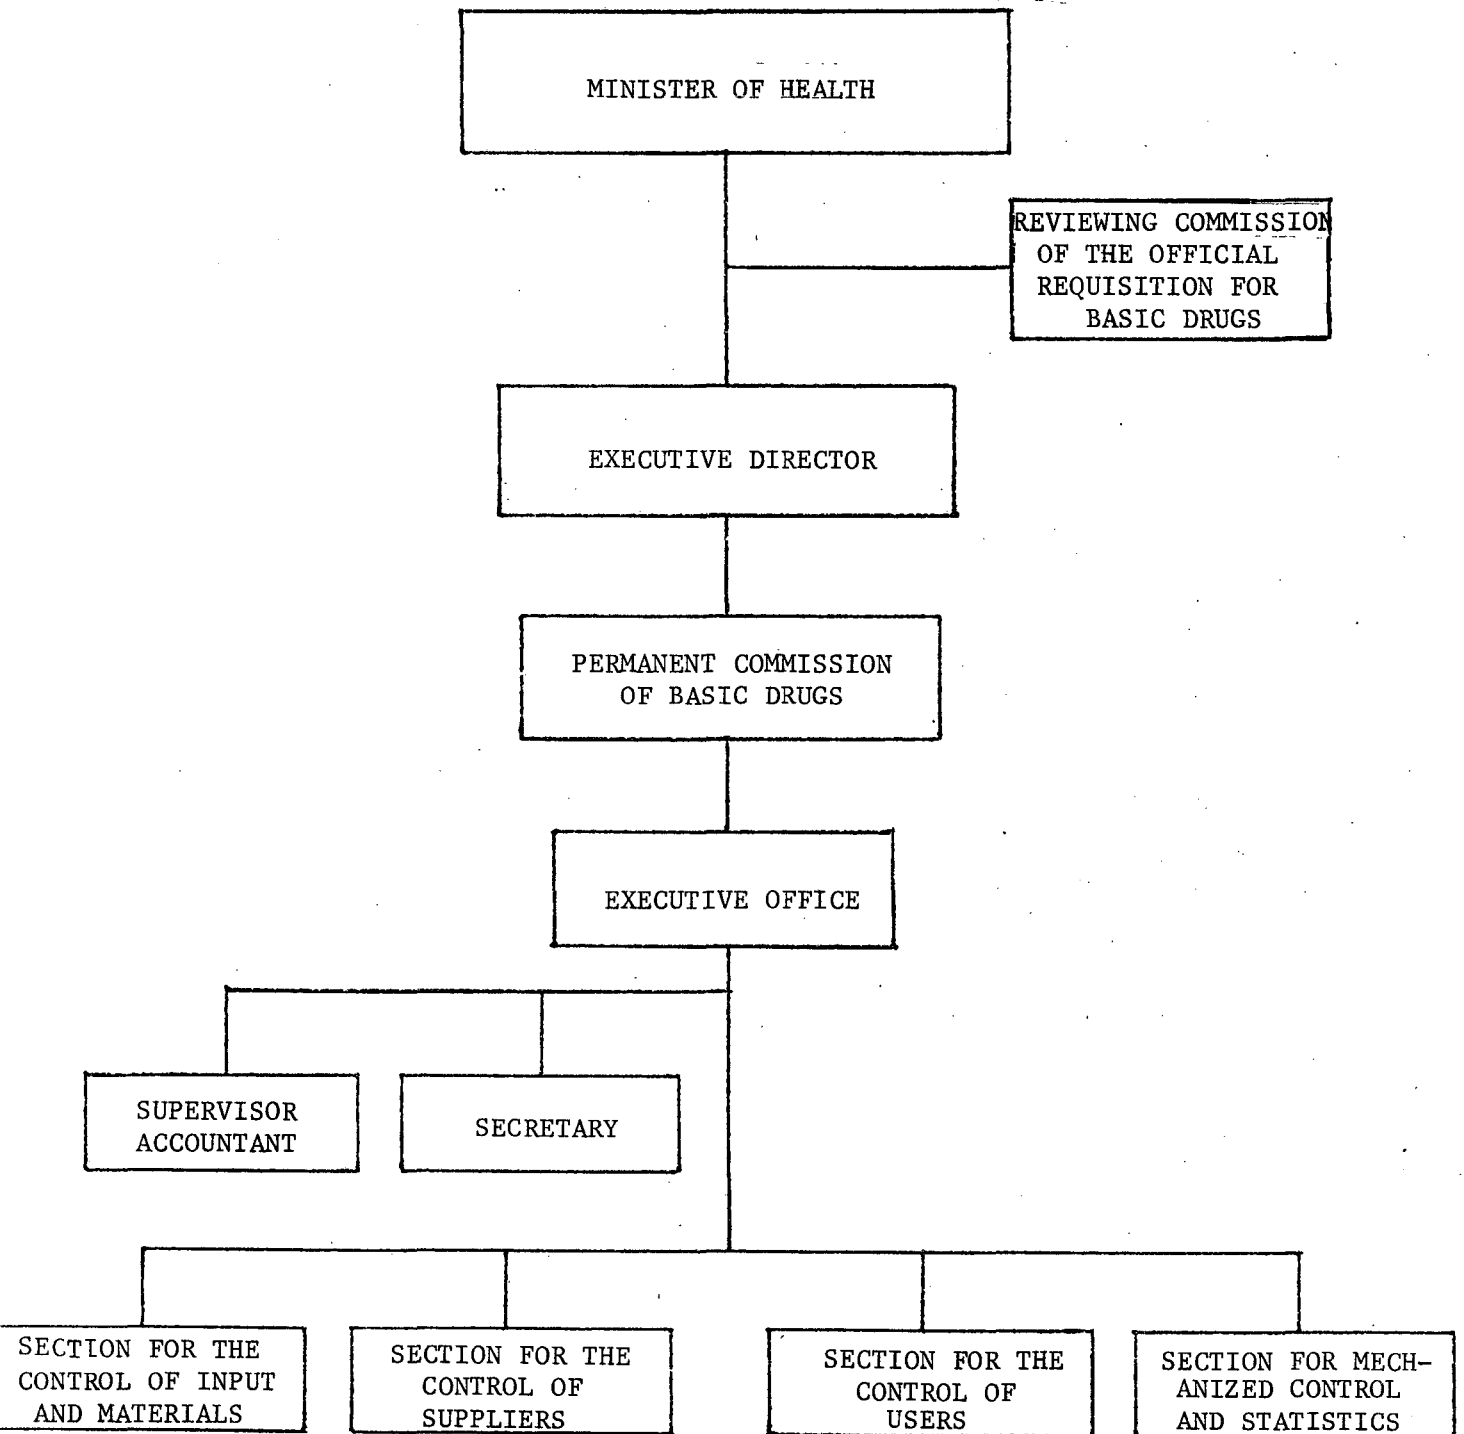 MINISTER OF HEALTH
REVIEWING COMMISSION
OF THE OFFICIAL
REQUISITION FOR
BASIC DRUGS
EXECUTIVE DIRECTOR
PERMANENT COMMISSION
OF BASIC DRUGS
EXECUTIVE OFFICE
SUPERVISOR
ACCOUNTANT
SECRETARY
SECTION FOR THE
CONTROL OF INPUT
AND MATERIALS
SECTION FOR THE
CONTROL OF
SUPPLIERS
SECTION FOR THE
CONTROL OF
USERS
SECTION FOR MECH-
ANIZED CONTROL
AND STATISTICS